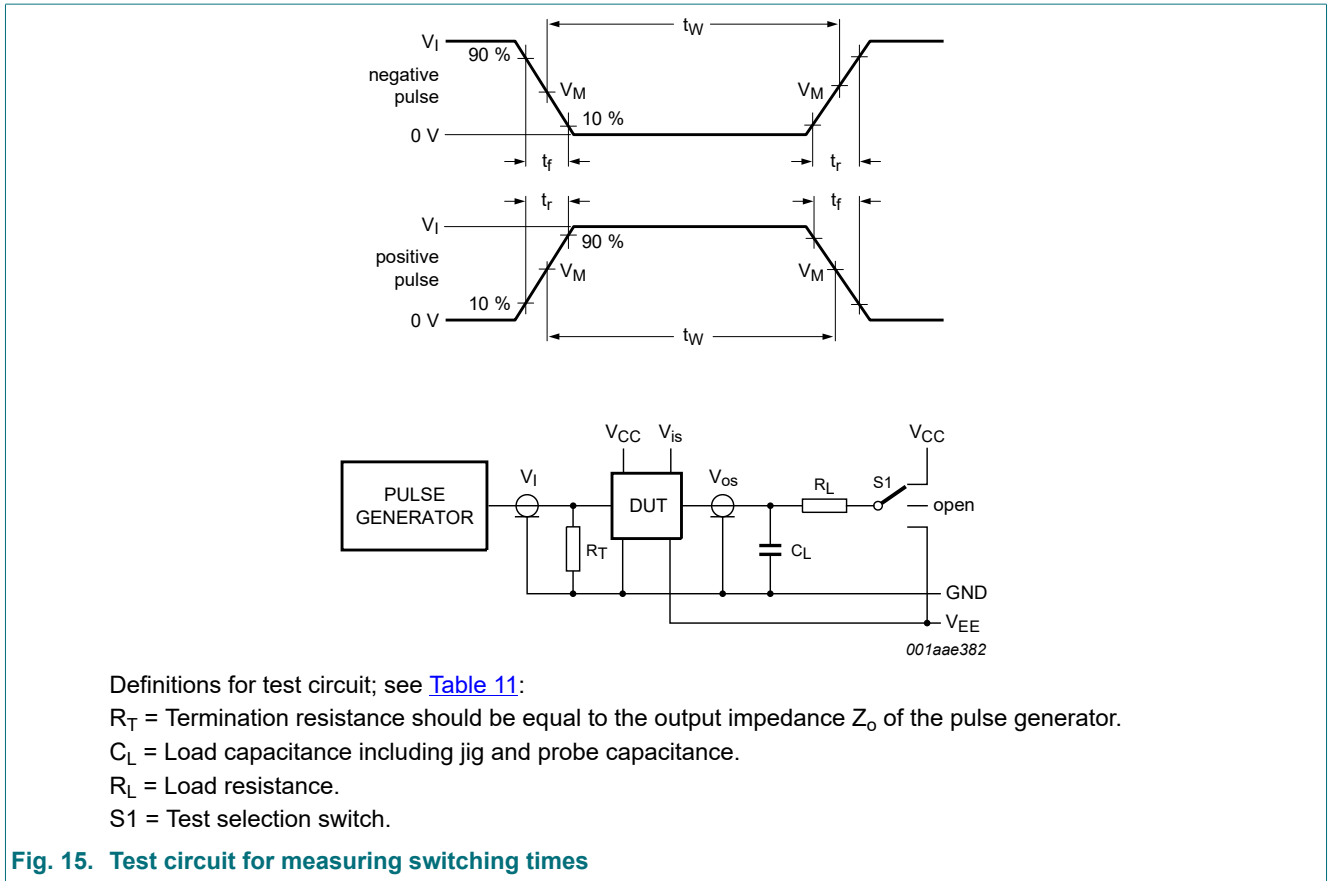 t_W
V_I
90 %
negative
pulse
V_M
V_M
10 %
0 V
t_f
t_r
t_r
t_f
V_I
90 %
positive
pulse
V_M
V_M
10 %
0 V
t_W
V_CC
V_is
V_CC
PULSE
GENERATOR
V_I
DUT
V_os
R_L
S1
open
R_T
C_L
GND
V_EE
001aae382
Definitions for test circuit; see Table 11:
R_T = Termination resistance should be equal to the output impedance Z_o of the pulse generator.
C_L = Load capacitance including jig and probe capacitance.
R_L = Load resistance.
S1 = Test selection switch.
Fig. 15. Test circuit for measuring switching times